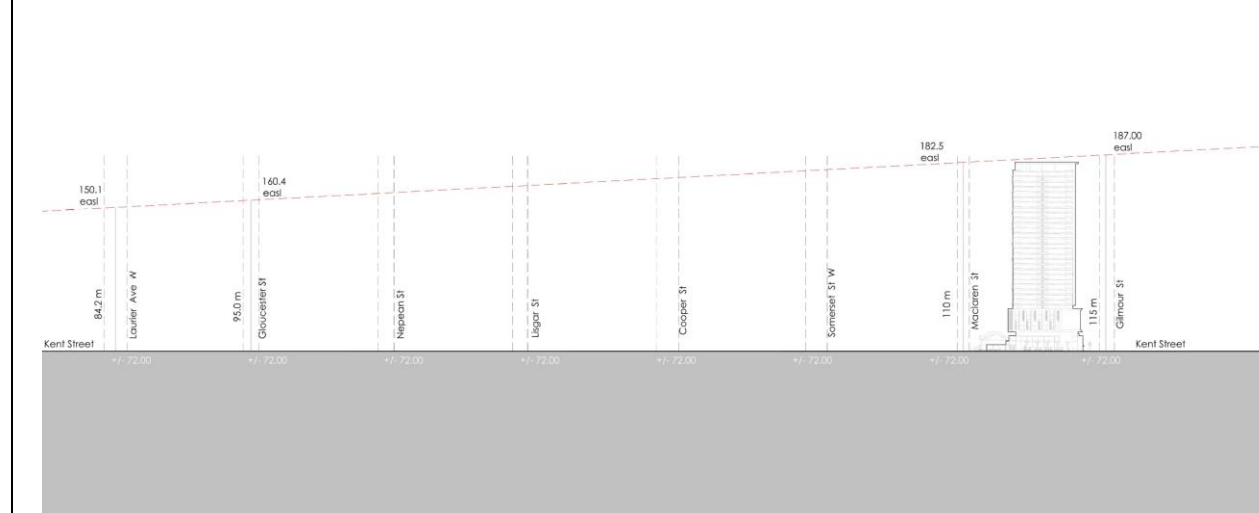 187.00
easl
182.5
easl
160.4
easl
150.1
easl
84.2 m
Laurier Ave W
95.0 m
Gloucester St
Nepean St
Lisgar St
Cooper St
Somerset St W
110 m
Maclaren St
115 m
Gilmour St
Kent Street
Kent Street
+/- 72.00
+/- 72.00
+/- 72.00
+/- 72.00
+/- 72.00
+/- 72.00
+/- 72.00
+/- 72.00